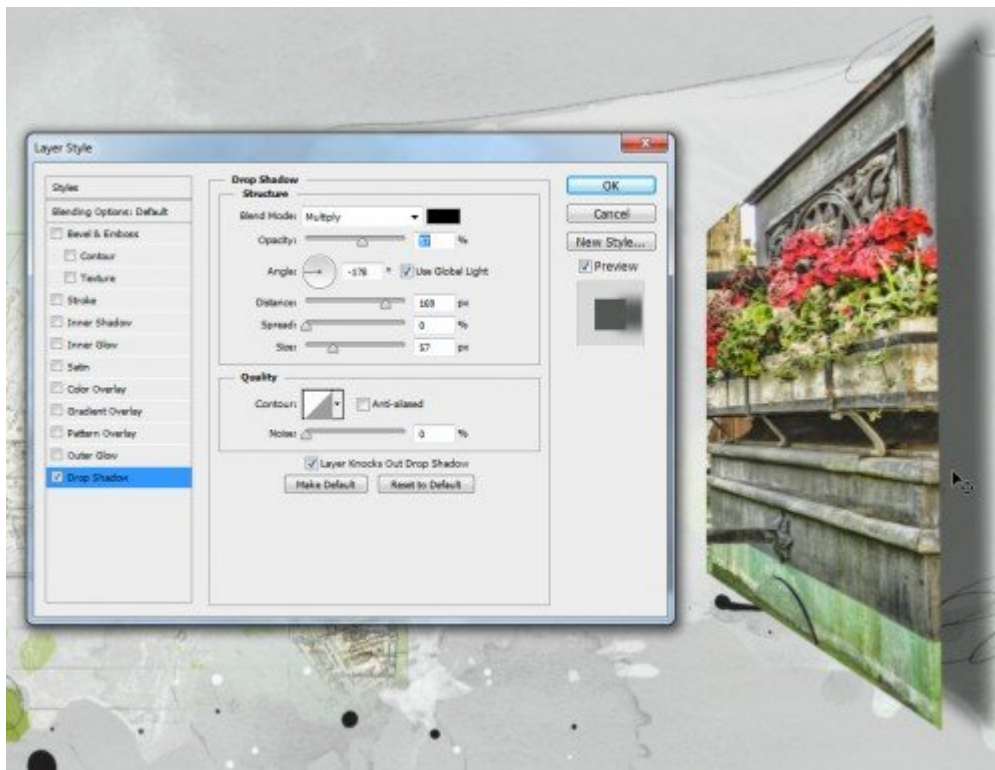 Layer Style
Styles
Blending Options: Default
Bevel & Emboss
Contour
Texture
Stroke
Inner Shadow
Inner Glow
Satin
Color Overlay
Gradient Overlay
Pattern Overlay
Outer Glow
Drop Shadow
Drop Shadow
Structure
Blend Mode: Multiply
Opacity: 57 %
Angle: -178 ° Use Global Light
Distance: 169 px
Spread: 0 %
Size: 57 px
Quality
Contour: Anti-aliased
Noise: 0 %
Layer Knocks Out Drop Shadow
Make Default Reset to Default
OK
Cancel
New Style...
Preview